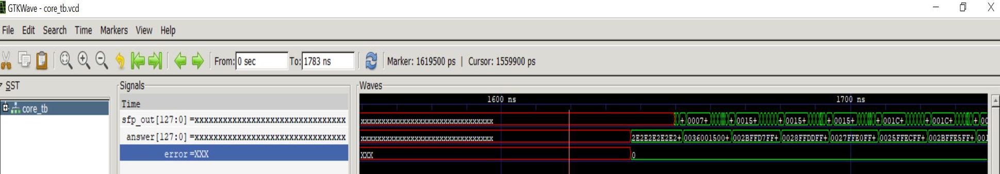 GTKWave - core_tb.vcd
File Edit Search Time Markers View Help
From: 0 sec To: 1783 ns Marker: 1619500 ps | Cursor: 1559900 ps
SST Signals Waves
core_tb
Time 1600 ns 1700 ns
sfp_out[127:0] =xxxxxxxxxxxxxxxxxxxxxxxxxxxxxxxx xxxxxxxxxxxxxxxxxxxxxxxxxxxxxxxx + 0007+ + 0015+ + 0015+ + 0015+ + 001C+ + 001C+ + 00
answer[127:0] =xxxxxxxxxxxxxxxxxxxxxxxxxxxxxxxx xxxxxxxxxxxxxxxxxxxxxxxxxxxxxxxx 2E2E2E2E2E2+ 0036001500+ 002BFFD7FF+ 0028FFDDFF+ 0027FFE0FF+ 0025FFECFF+ 002BFFE5FF+
error =XXX XXX 0